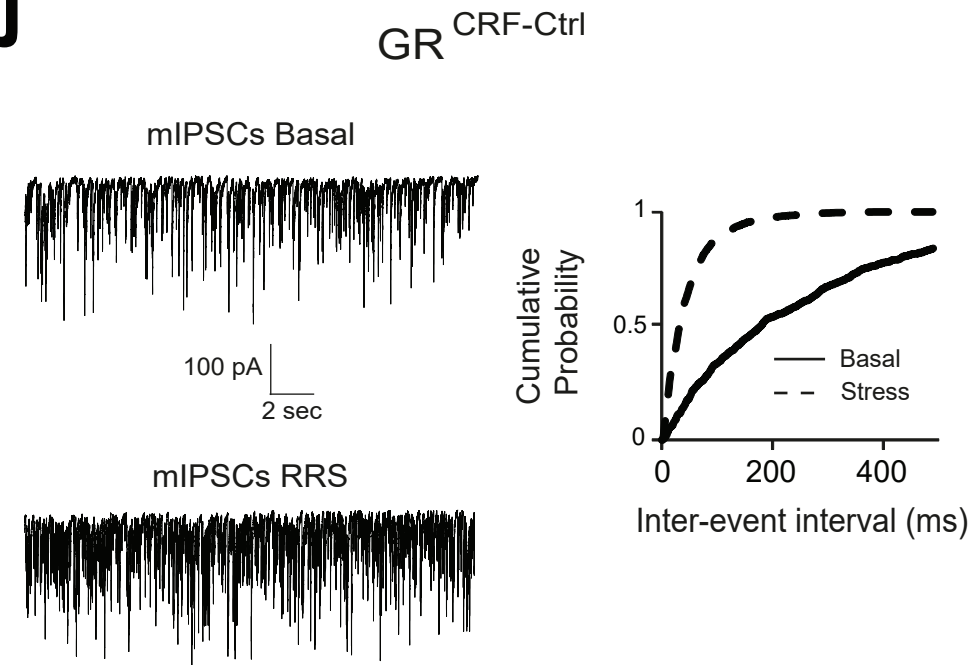 J
GR CRF-Ctrl
mIPSCs Basal
100 pA
2 sec
mIPSCs RRS
Cumulative
Probability
1
0.5
0
Basal
Stress
0 200 400
Inter-event interval (ms)